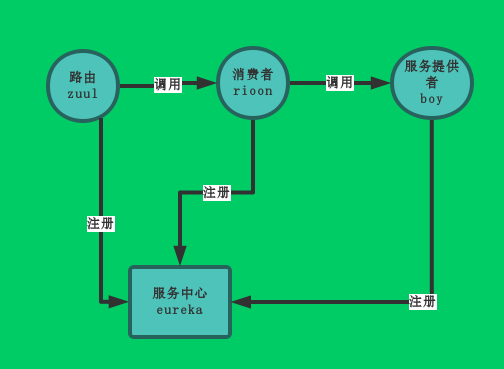 路由
zuul
调用
消费者
rioon
调用
服务提供
者
boy
注册
注册
服务中心
eureka
注册